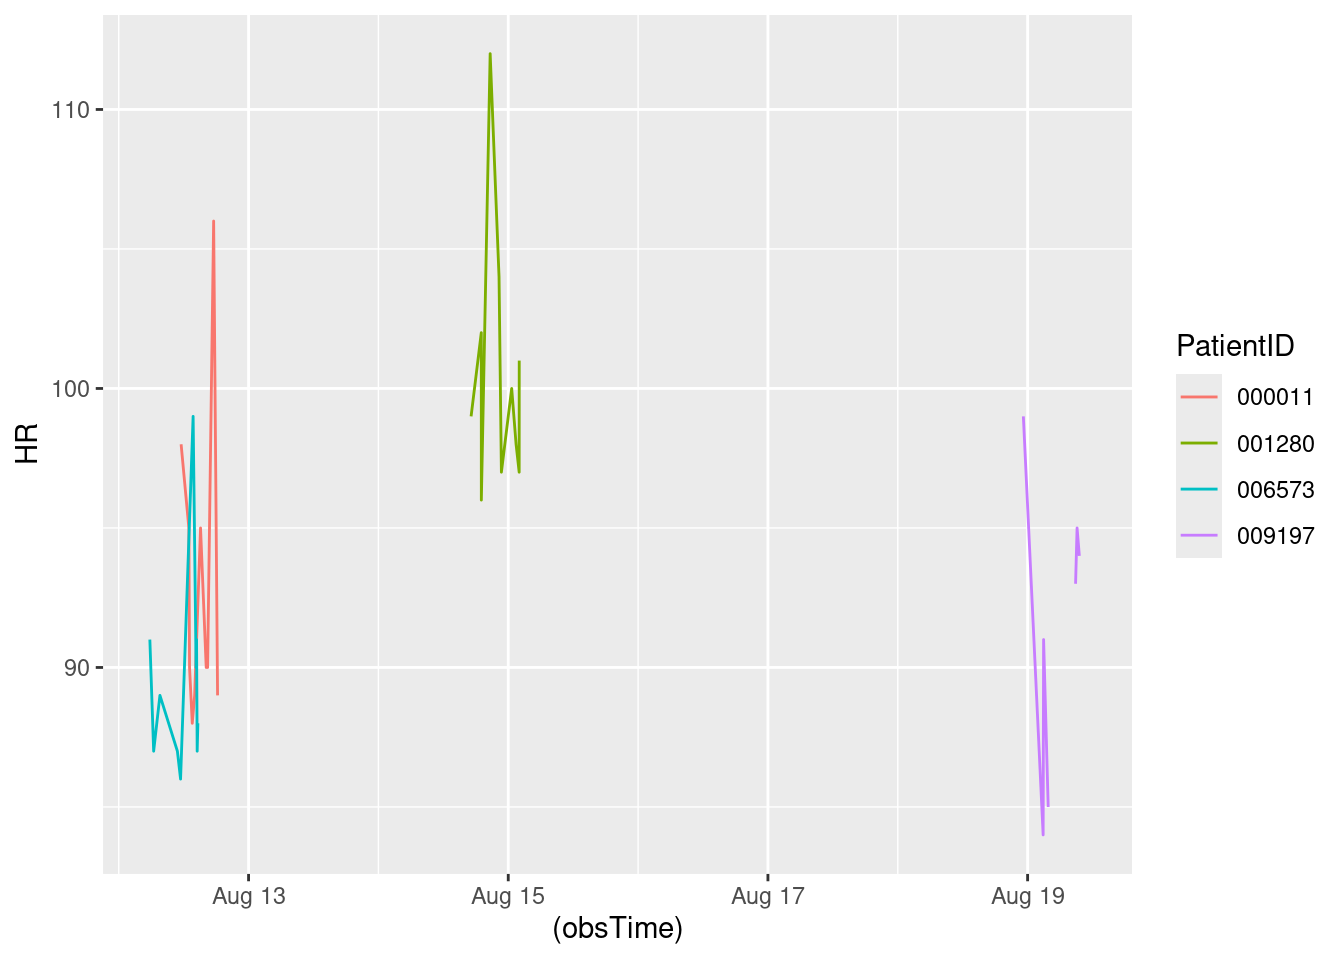 110
100
90
HR
Aug 13
Aug 15
Aug 17
Aug 19
(obsTime)
PatientID
000011
001280
006573
009197